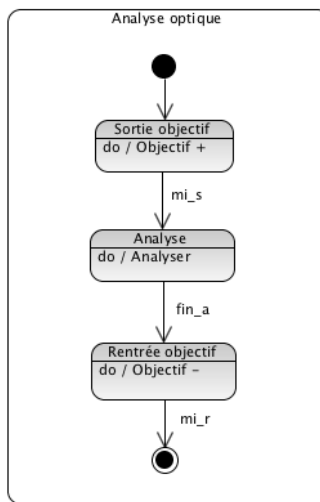 Analyse optique
Sortie objectif
do / Objectif +
mi_s
Analyse
do / Analyser
fin_a
Rentrée objectif
do / Objectif -
mi_r